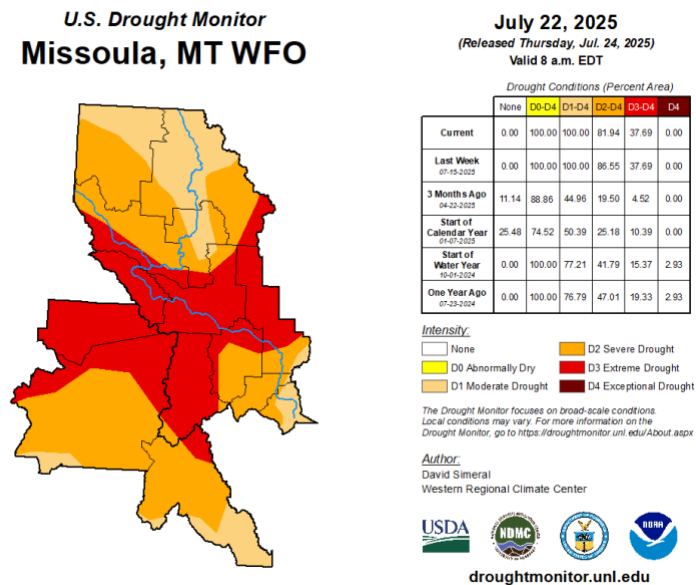 U.S. Drought Monitor
Missoula, MT WFO
July 22, 2025
(Released Thursday, Jul. 24, 2025)
Valid 8 a.m. EDT
Drought Conditions (Percent Area)
None D0-D4 D1-D4 D2-D4 D3-D4 D4
Current 0.00 100.00 100.00 81.94 37.69 0.00
Last Week 07-15-2025 0.00 100.00 100.00 86.55 37.69 0.00
3 Months Ago 04-22-2025 11.14 88.86 44.96 19.50 4.52 0.00
Start of Calendar Year 01-07-2025 25.48 74.52 50.39 25.18 10.39 0.00
Start of Water Year 10-01-2024 0.00 100.00 77.21 41.79 15.37 2.93
One Year Ago 07-23-2024 0.00 100.00 76.79 47.01 19.33 2.93
Intensity:
None
D0 Abnormally Dry
D1 Moderate Drought
D2 Severe Drought
D3 Extreme Drought
D4 Exceptional Drought
The Drought Monitor focuses on broad-scale conditions.
Local conditions may vary. For more information on the
Drought Monitor, go to https://droughtmonitor.unl.edu/About.aspx
Author:
David Simeral
Western Regional Climate Center
USDA
NDMC
NOAA
droughtmonitor.unl.edu